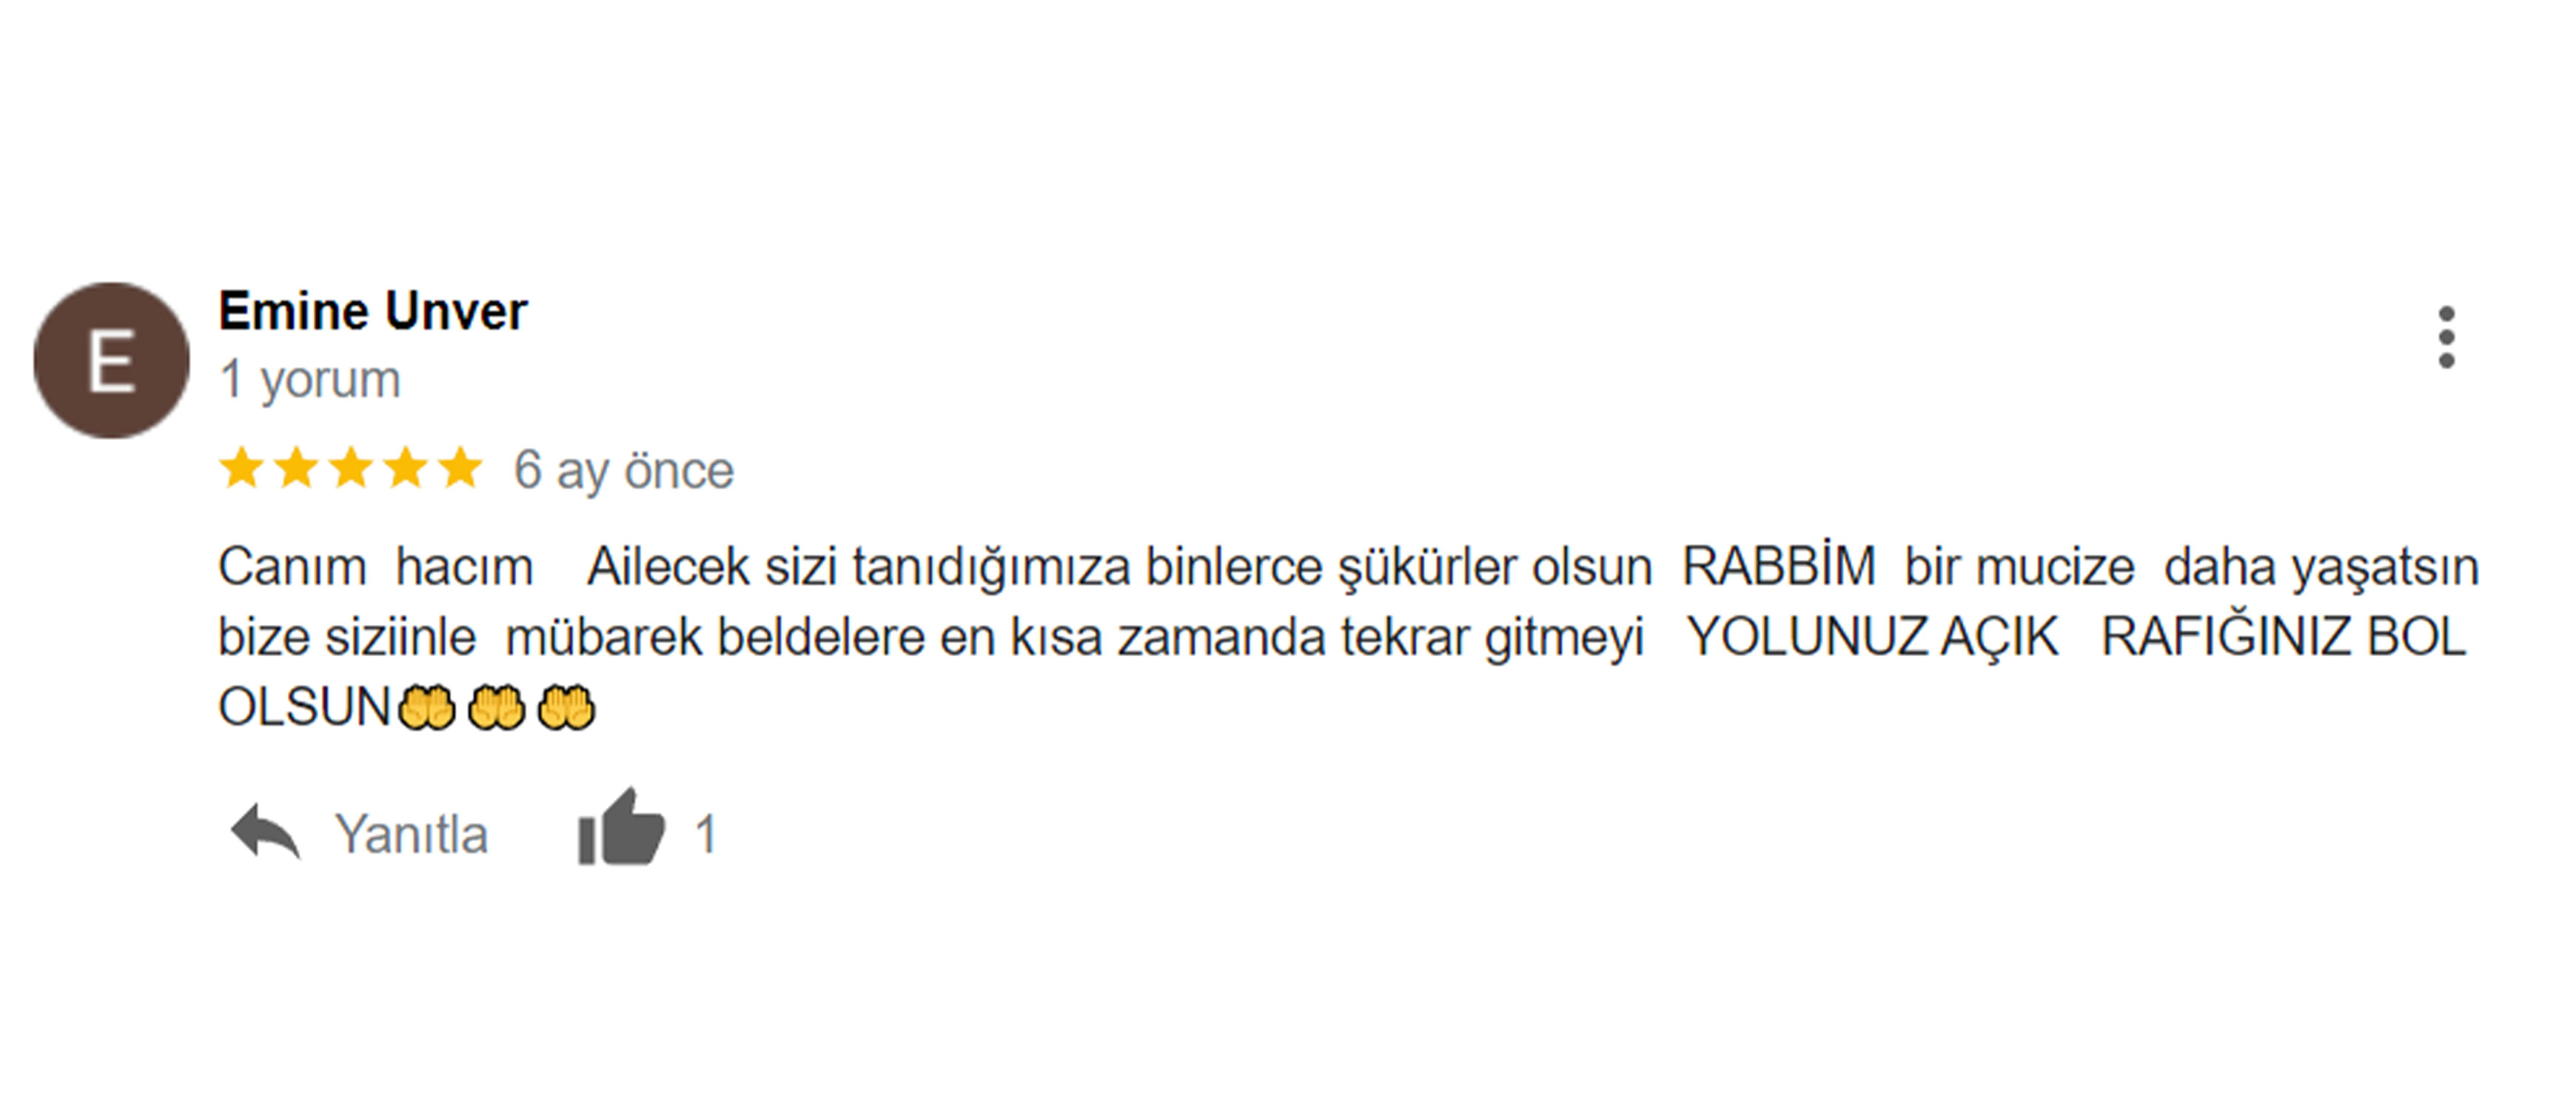 E
Emine Unver
1 yorum
6 ay önce
Canım hacım Ailecek sizi tanıdığımıza binlerce şükürler olsun RABBİM bir mucize daha yaşatsın
bize siziinle mübarek beldelere en kısa zamanda tekrar gitmeyi YOLUNUZ AÇIK RAFIĞINIZ BOL
OLSUN🤲🤲🤲
Yanıtla 1